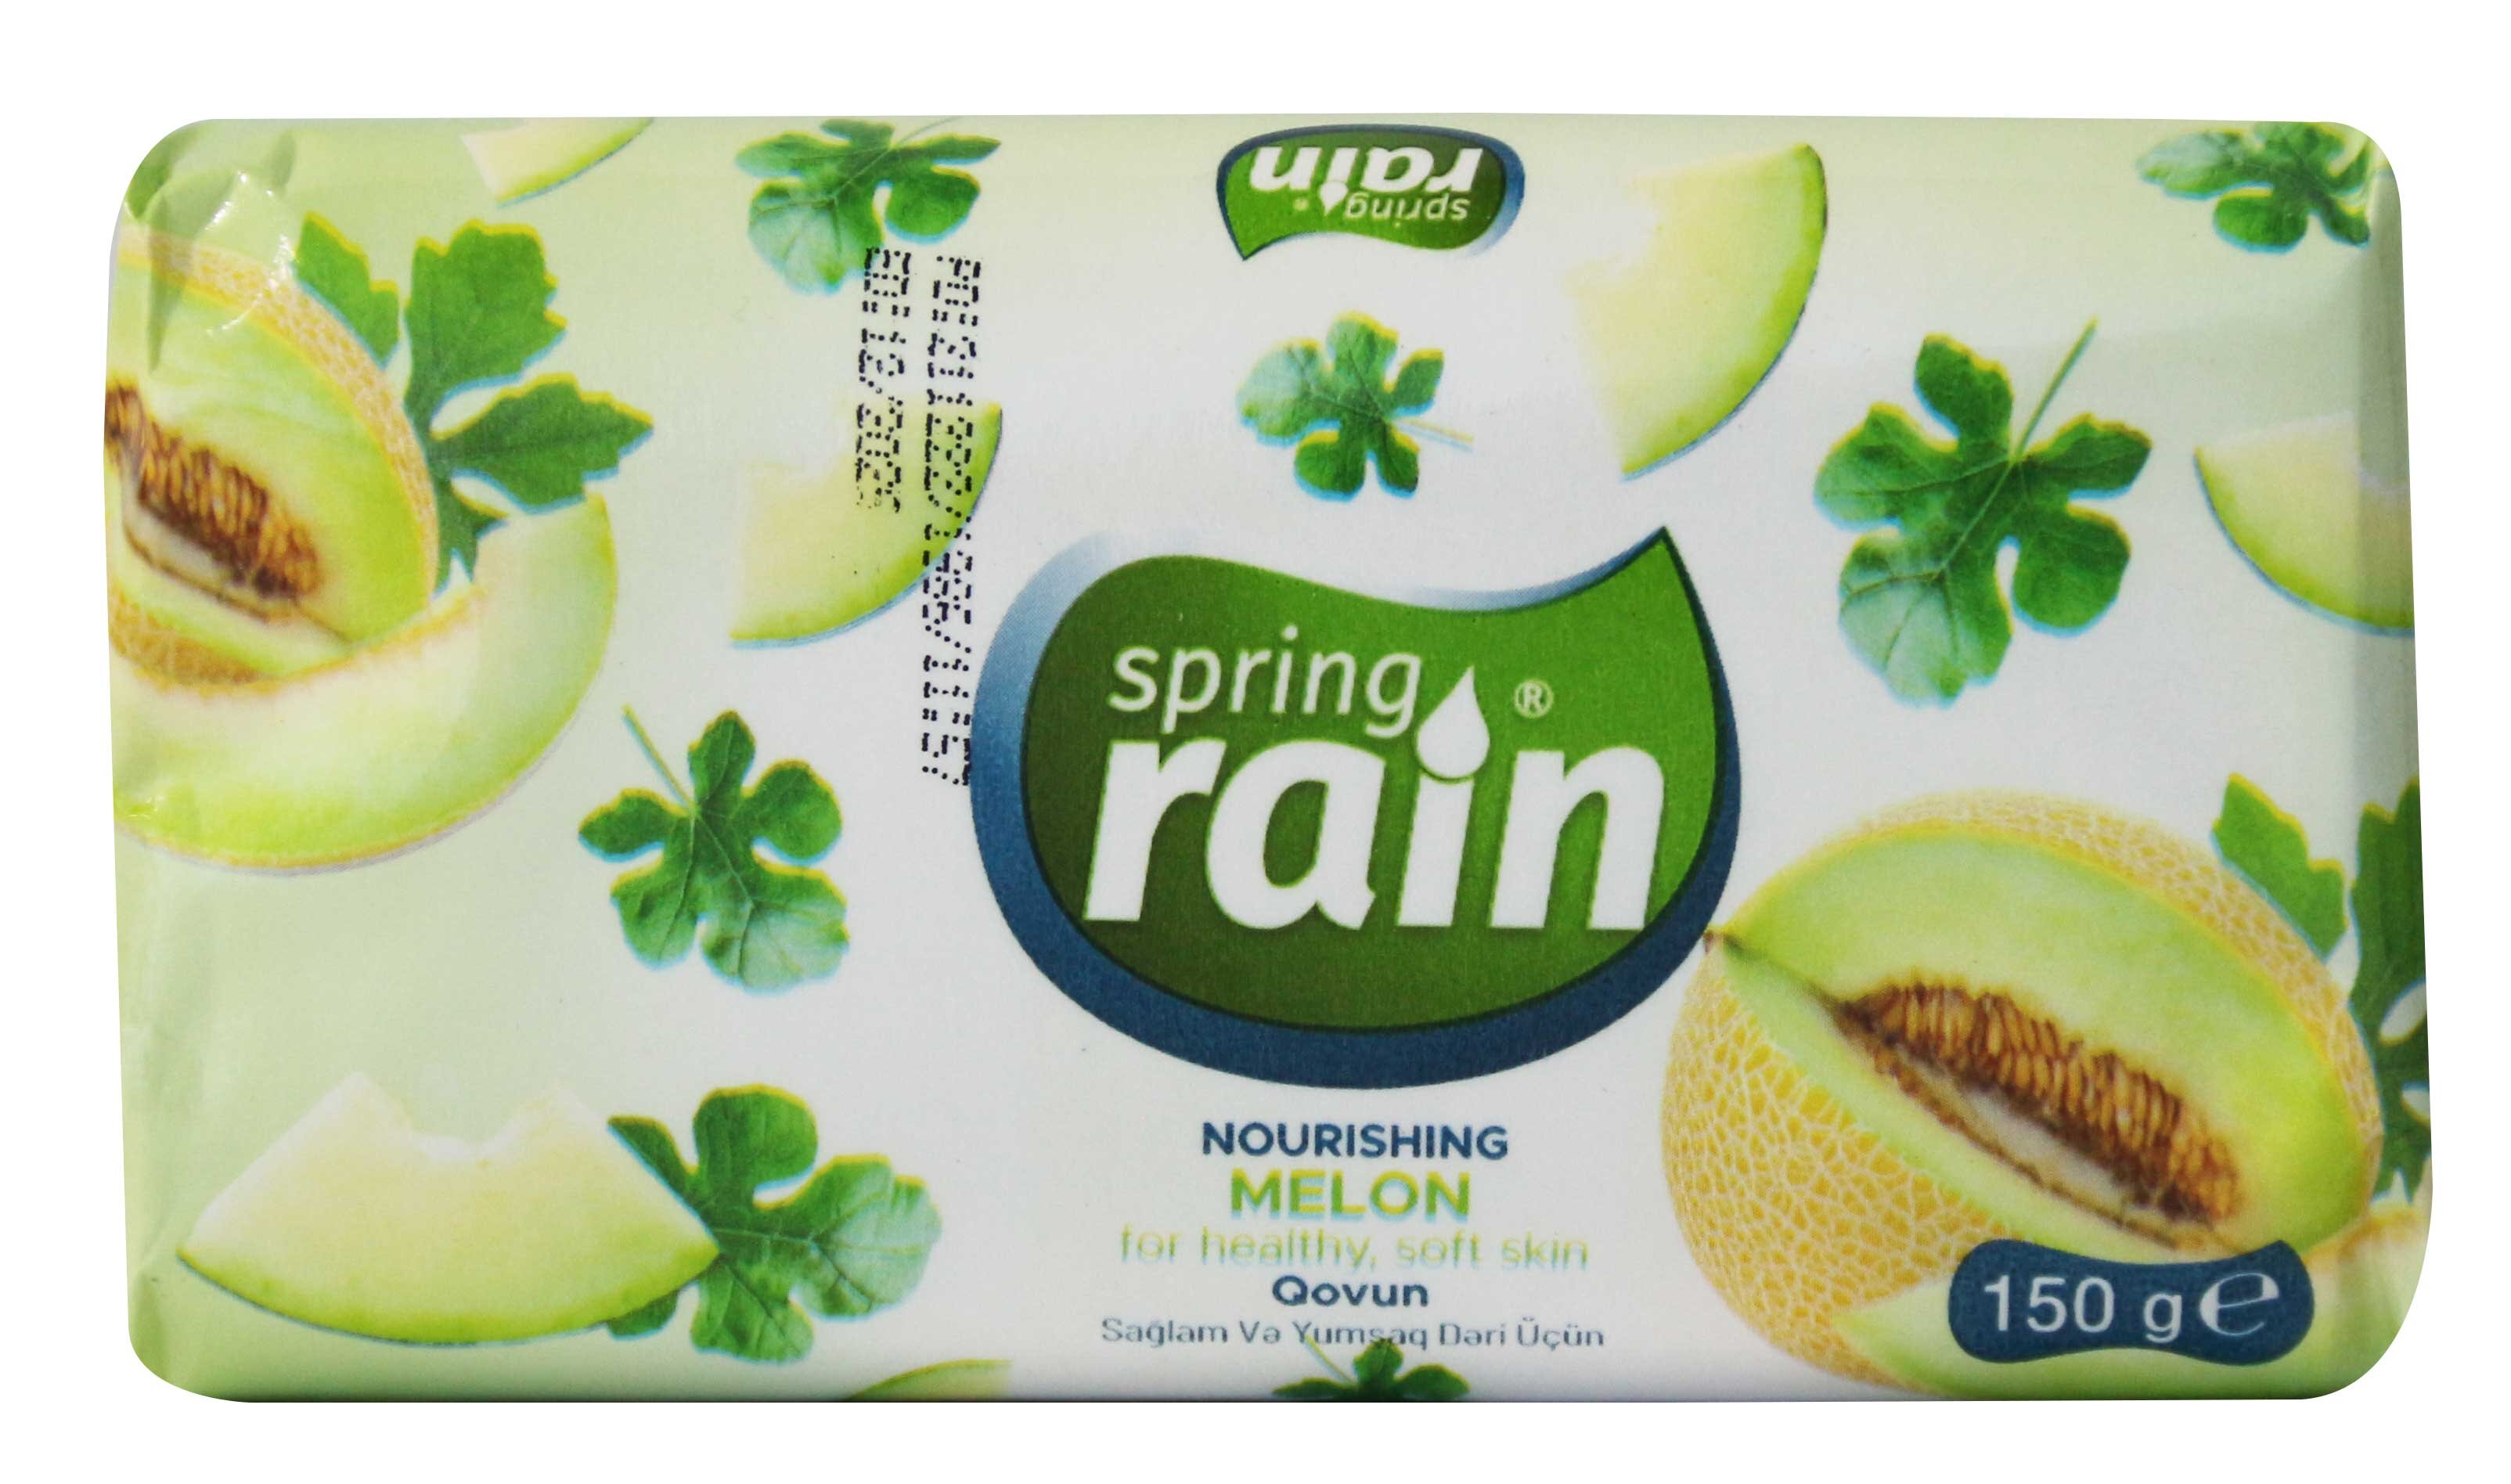 spring
rain
spring
rain
®
NOURISHING
MELON
for healthy, soft skin
Qovun
Sağlam Və Yumşaq Dəri Üçün
150 g ℮